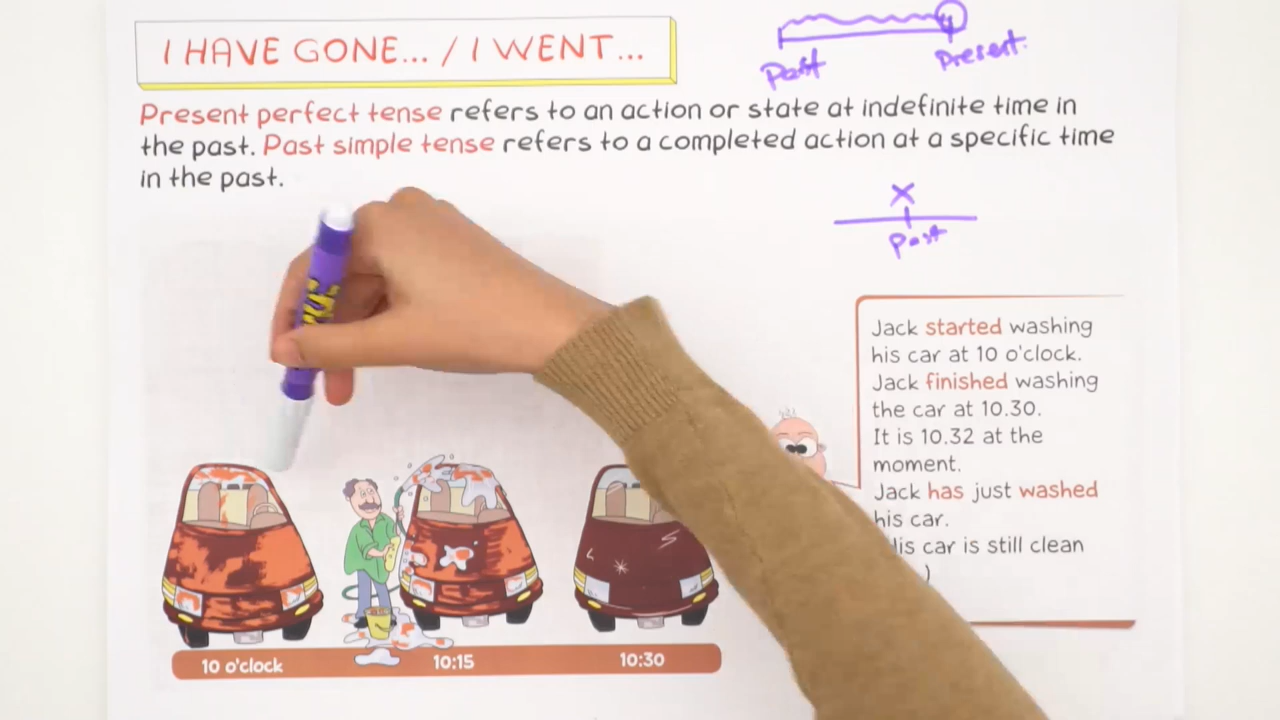 I HAVE GONE... / I WENT...
Past
Present.
Present perfect tense refers to an action or state at indefinite time in
the past. Past simple tense refers to a completed action at a specific time
in the past.
X
Past
Jack started washing
his car at 10 o'clock.
Jack finished washing
the car at 10.30.
It is 10.32 at the
moment.
Jack has just washed
his car.
is car is still clean
)
10 o'clock
10:15
10:30